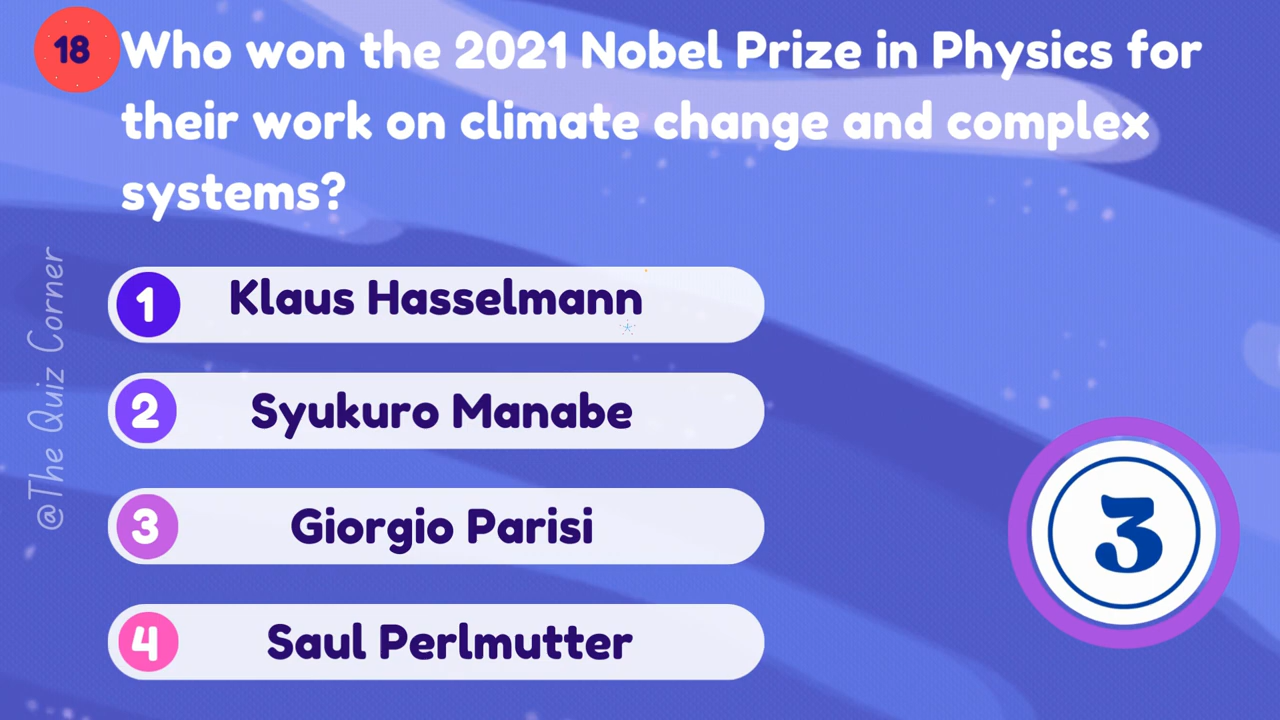 18
Who won the 2021 Nobel Prize in Physics for
their work on climate change and complex
systems?
@The Quiz Corner
1 Klaus Hasselmann
2 Syukuro Manabe
3 Giorgio Parisi
4 Saul Perlmutter
3